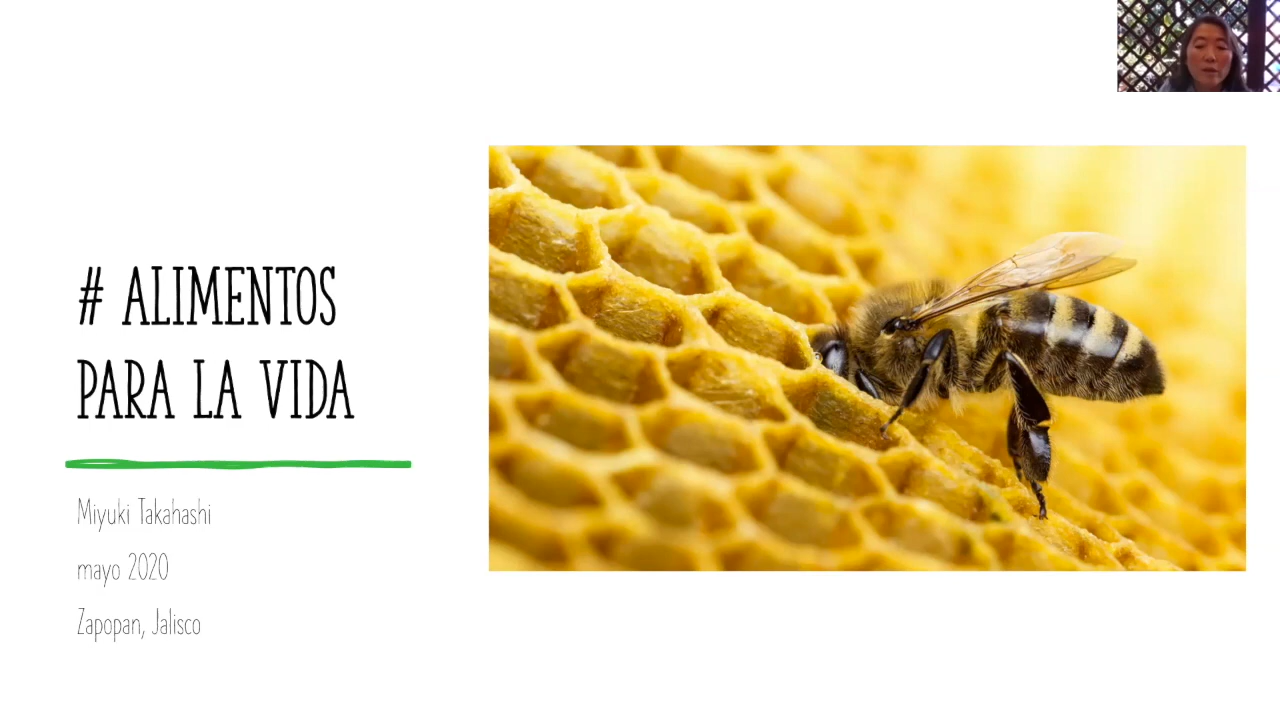 # ALIMENTOS
PARA LA VIDA
Miyuki Takahashi
mayo 2020
Zapopan, Jalisco